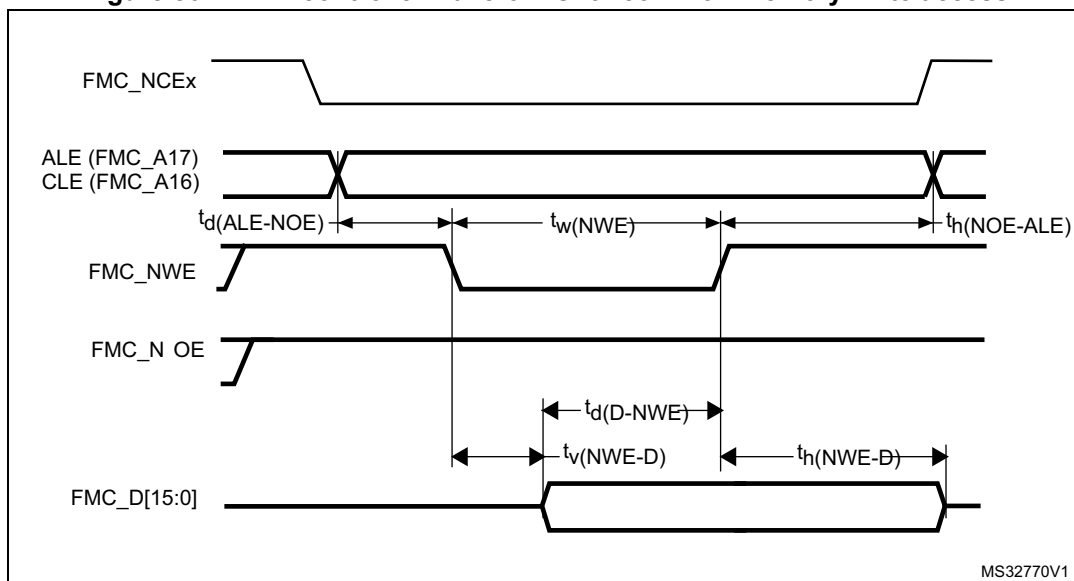 FMC_NCEx
ALE (FMC_A17)
CLE (FMC_A16)
td(ALE-NOE)
tw(NWE)
th(NOE-ALE)
FMC_NWE
FMC_N OE
td(D-NWE)
tv(NWE-D)
th(NWE-D)
FMC_D[15:0]
MS32770V1